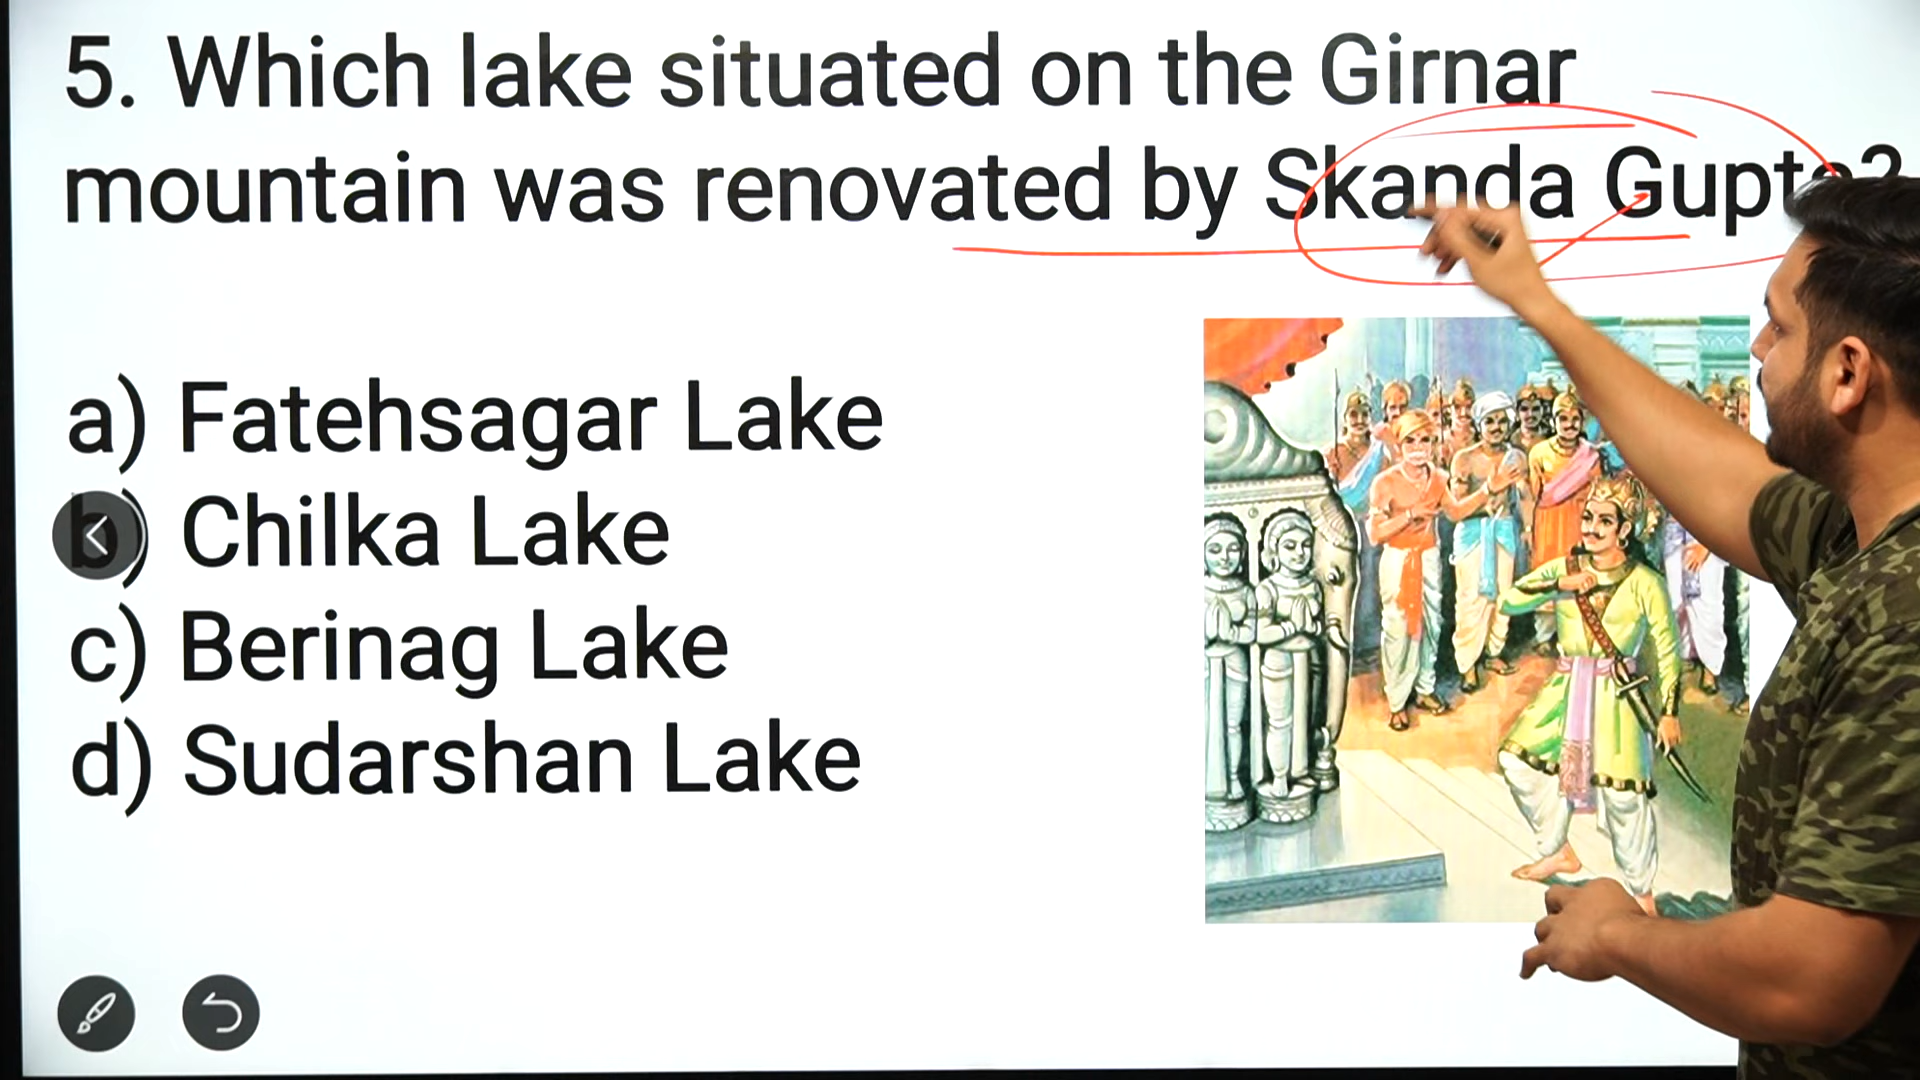 5. Which lake situated on the Girnar
mountain was renovated by Skanda Gupta?
a) Fatehsagar Lake
b) Chilka Lake
c) Berinag Lake
d) Sudarshan Lake